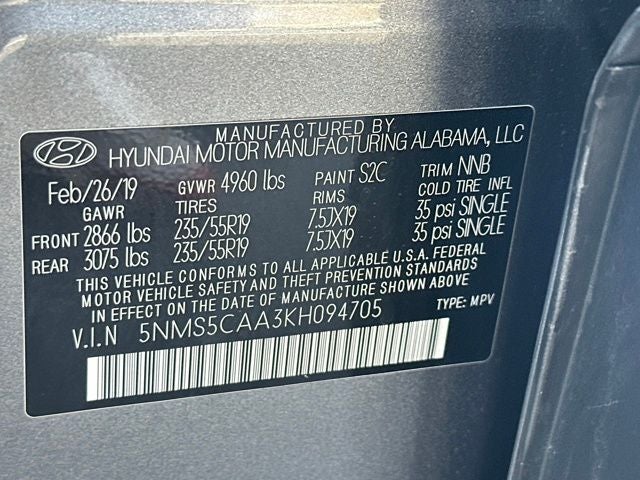 MANUFACTURED BY
HYUNDAI MOTOR MANUFACTURING ALABAMA, LLC
Feb/26/19 GVWR 4960 lbs PAINT S2C TRIM NNB
GAWR TIRES RIMS COLD TIRE INFL
FRONT 2866 lbs 235/55R19 7.5JX19 35 psi SINGLE
REAR 3075 lbs 235/55R19 7.5JX19 35 psi SINGLE
THIS VEHICLE CONFORMS TO ALL APPLICABLE U.S.A. FEDERAL
MOTOR VEHICLE SAFETY AND THEFT PREVENTION STANDARDS
IN EFFECT ON THE DATE OF MANUFACTURE SHOWN ABOVE
V.I.N 5NMS5CAA3KH094705 TYPE: MPV